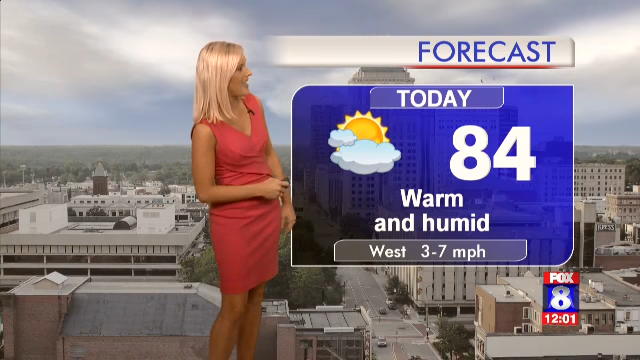 FORECAST
TODAY
84
Warm
and humid
West 3-7 mph
FOX
8
12:01